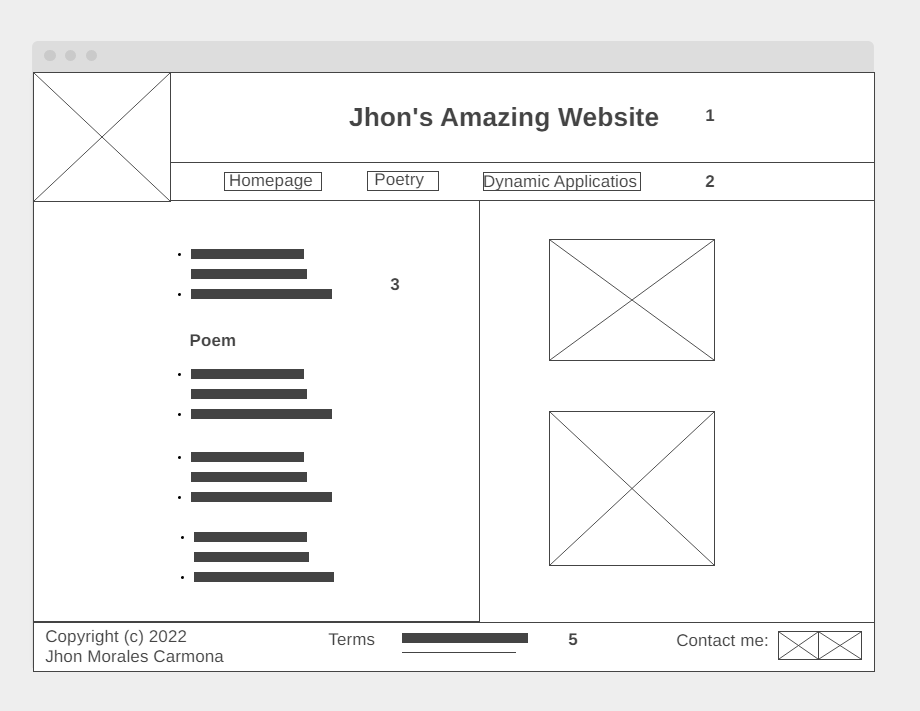 Jhon's Amazing Website 1
Homepage Poetry Dynamic Applicatios 2
3
Poem
Copyright (c) 2022
Jhon Morales Carmona
Terms 5 Contact me: